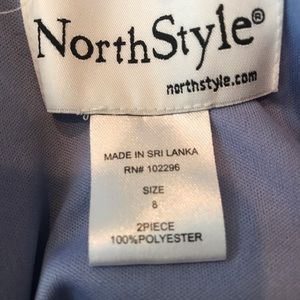 NorthStyle®
northstyle.com
MADE IN SRI LANKA
RN# 102296
SIZE
8
2PIECE
100%POLYESTER